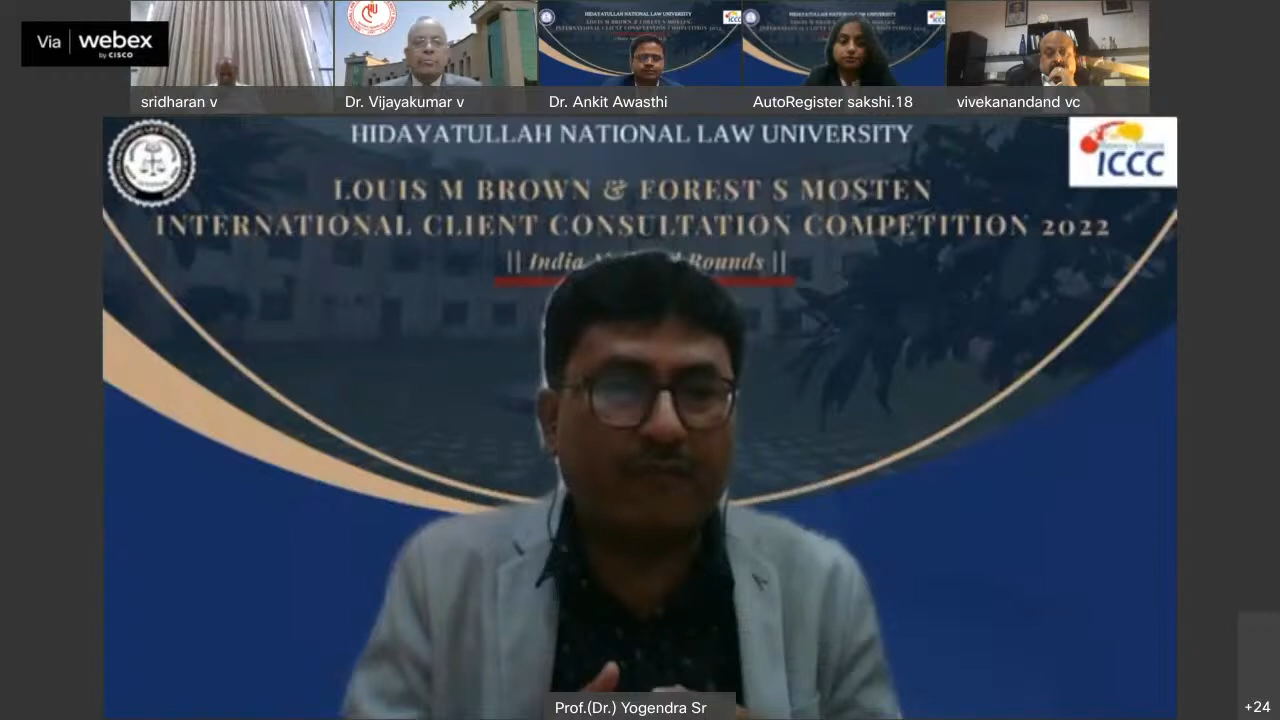 Via webex
by CISCO
sridharan v
Dr. Vijayakumar v
Dr. Ankit Awasthi
AutoRegister sakshi.18
vivekanandand vc
HIDAYATULLAH NATIONAL LAW UNIVERSITY
ICCC
LOUIS M BROWN & FOREST S MOSTEN
INTERNATIONAL CLIENT CONSULTATION COMPETITION 2022
|| India Rounds ||
Prof.(Dr.) Yogendra Sr
+24